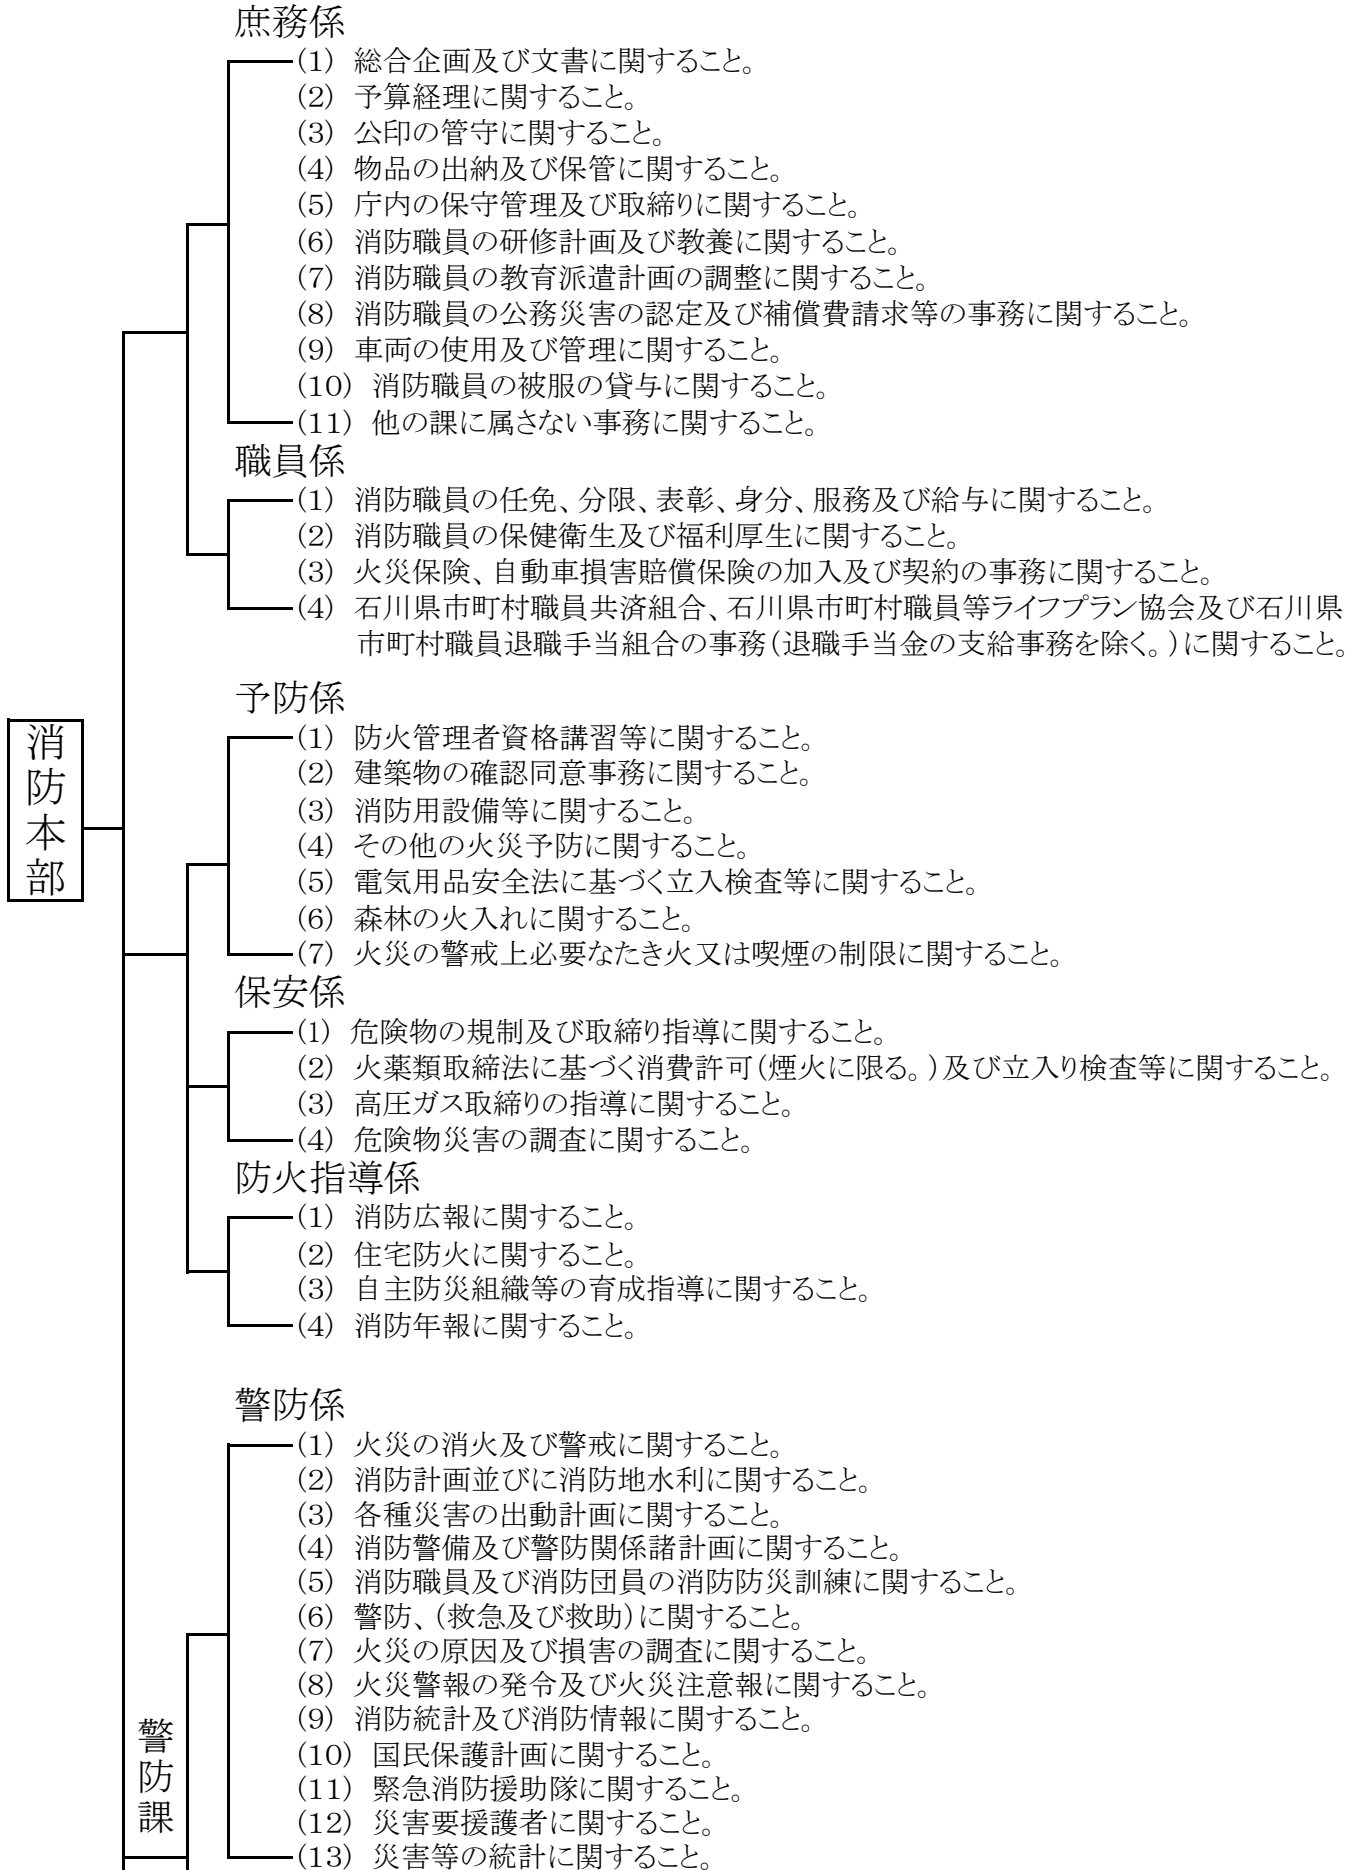 庶務係
(1) 総合企画及び文書に関すること。
(2) 予算経理に関すること。
(3) 公印の管守に関すること。
(4) 物品の出納及び保管に関すること。
(5) 庁内の保守管理及び取締りに関すること。
(6) 消防職員の研修計画及び教養に関すること。
(7) 消防職員の教育派遣計画の調整に関すること。
(8) 消防職員の公務災害の認定及び補償費請求等の事務に関すること。
(9) 車両の使用及び管理に関すること。
(10) 消防職員の被服の貸与に関すること。
(11) 他の課に属さない事務に関すること。
職員係
(1) 消防職員の任免、分限、表彰、身分、服務及び給与に関すること。
(2) 消防職員の保健衛生及び福利厚生に関すること。
(3) 火災保険、自動車損害賠償保険の加入及び契約の事務に関すること。
(4) 石川県市町村職員共済組合、石川県市町村職員等ライフプラン協会及び石川県
市町村職員退職手当組合の事務(退職手当金の支給事務を除く。)に関すること。
消防本部
予防係
(1) 防火管理者資格講習等に関すること。
(2) 建築物の確認同意事務に関すること。
(3) 消防用設備等に関すること。
(4) その他の火災予防に関すること。
(5) 電気用品安全法に基づく立入検査等に関すること。
(6) 森林の火入れに関すること。
(7) 火災の警戒上必要なたき火又は喫煙の制限に関すること。
保安係
(1) 危険物の規制及び取締り指導に関すること。
(2) 火薬類取締法に基づく消費許可(煙火に限る。)及び立入り検査等に関すること。
(3) 高圧ガス取締りの指導に関すること。
(4) 危険物災害の調査に関すること。
防火指導係
(1) 消防広報に関すること。
(2) 住宅防火に関すること。
(3) 自主防災組織等の育成指導に関すること。
(4) 消防年報に関すること。
警防係
(1) 火災の消火及び警戒に関すること。
(2) 消防計画並びに消防地水利に関すること。
(3) 各種災害の出動計画に関すること。
(4) 消防警備及び警防関係諸計画に関すること。
(5) 消防職員及び消防団員の消防防災訓練に関すること。
(6) 警防、(救急及び救助)に関すること。
(7) 火災の原因及び損害の調査に関すること。
(8) 火災警報の発令及び火災注意報に関すること。
(9) 消防統計及び消防情報に関すること。
(10) 国民保護計画に関すること。
(11) 緊急消防援助隊に関すること。
(12) 災害要援護者に関すること。
(13) 災害等の統計に関すること。
警防課